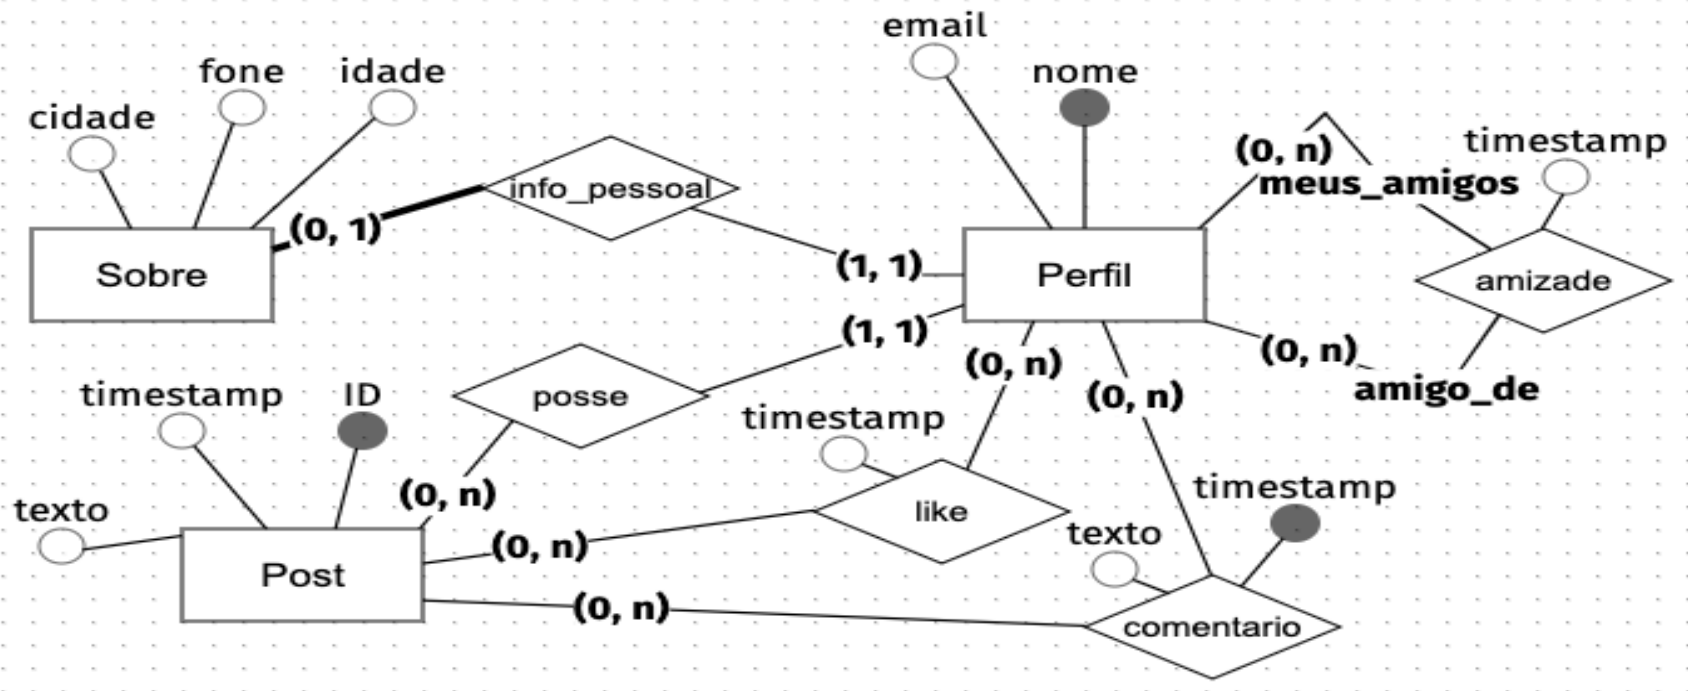 email
fone
idade
nome
cidade
(0, n)
timestamp
info_pessoal
meus_amigos
(0, 1)
Sobre
(1, 1)
Perfil
amizade
(1, 1)
(0, n)
(0, n)
amigo_de
timestamp
ID
posse
(0, n)
timestamp
(0, n)
timestamp
texto
like
texto
(0, n)
Post
(0, n)
comentario